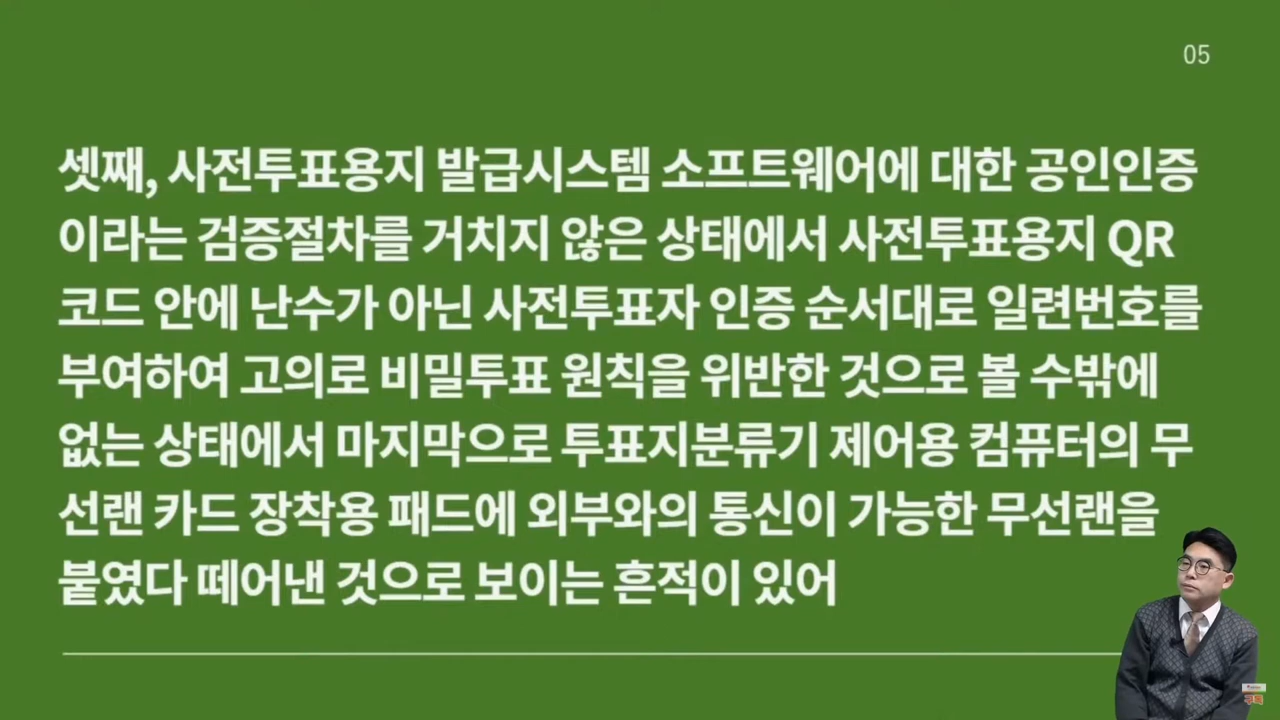 05
셋째, 사전투표용지 발급시스템 소프트웨어에 대한 공인인증
이라는 검증절차를 거치지 않은 상태에서 사전투표용지 QR
코드 안에 난수가 아닌 사전투표자 인증 순서대로 일련번호를
부여하여 고의로 비밀투표 원칙을 위반한 것으로 볼 수밖에
없는 상태에서 마지막으로 투표지분류기 제어용 컴퓨터의 무
선랜 카드 장착용 패드에 외부와의 통신이 가능한 무선랜을
붙였다 떼어낸 것으로 보이는 흔적이 있어
구독